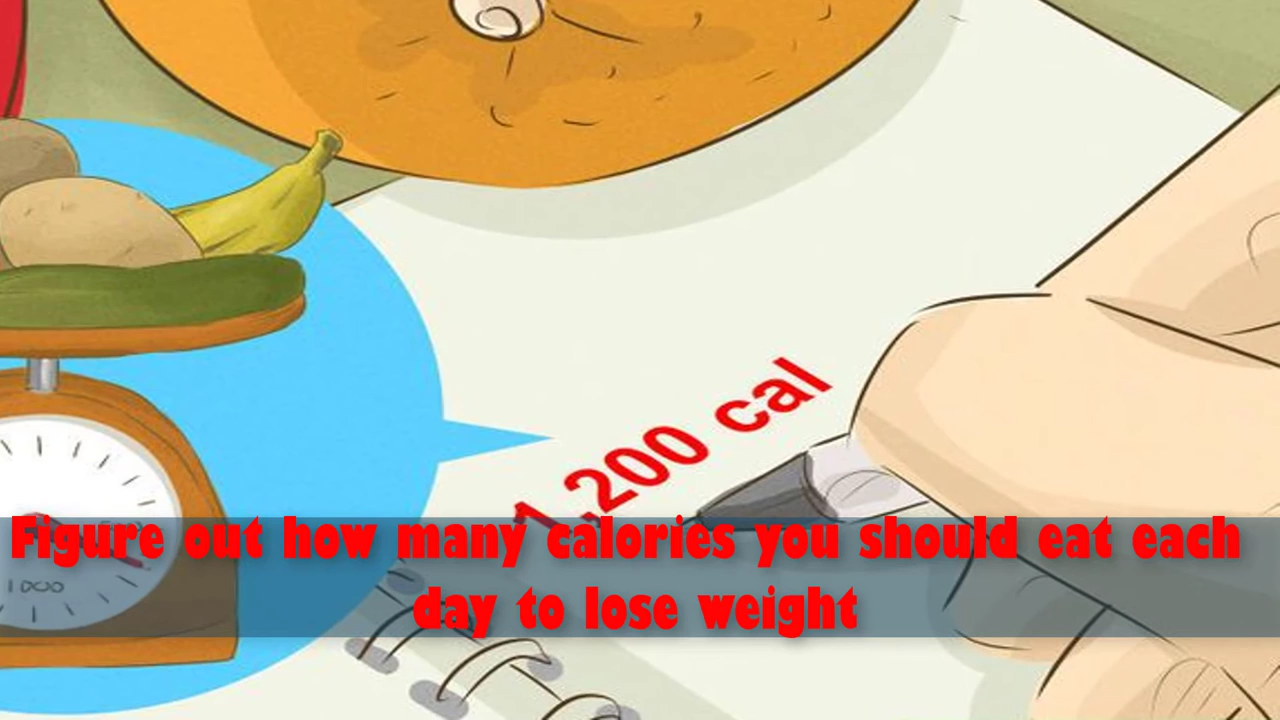 1,200 cal
Figure out how many calories you should eat each
day to lose weight